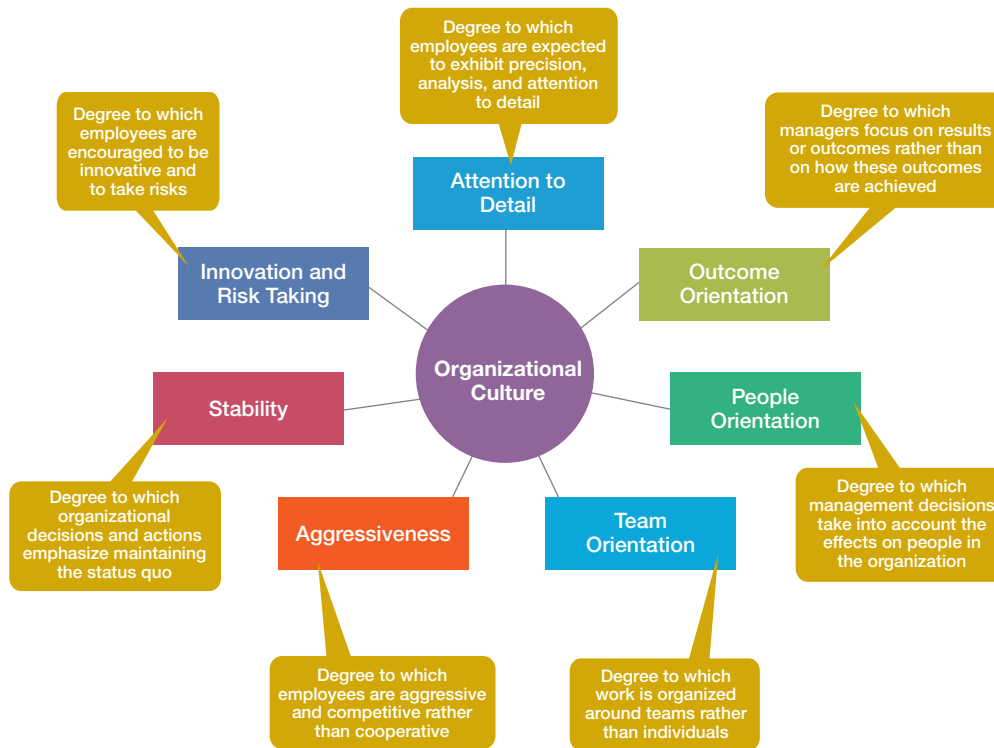 Degree to which
employees are expected
to exhibit precision,
analysis, and attention
to detail
Degree to which
employees are
encouraged to be
innovative and
to take risks
Degree to which
managers focus on results
or outcomes rather than
on how these outcomes
are achieved
Attention to
Detail
Innovation and
Risk Taking
Outcome
Orientation
Organizational
Culture
Stability
People
Orientation
Degree to which
organizational
decisions and actions
emphasize maintaining
the status quo
Aggressiveness
Team
Orientation
Degree to which
management decisions
take into account the
effects on people in
the organization
Degree to which
employees are aggressive
and competitive rather
than cooperative
Degree to which
work is organized
around teams rather
than individuals